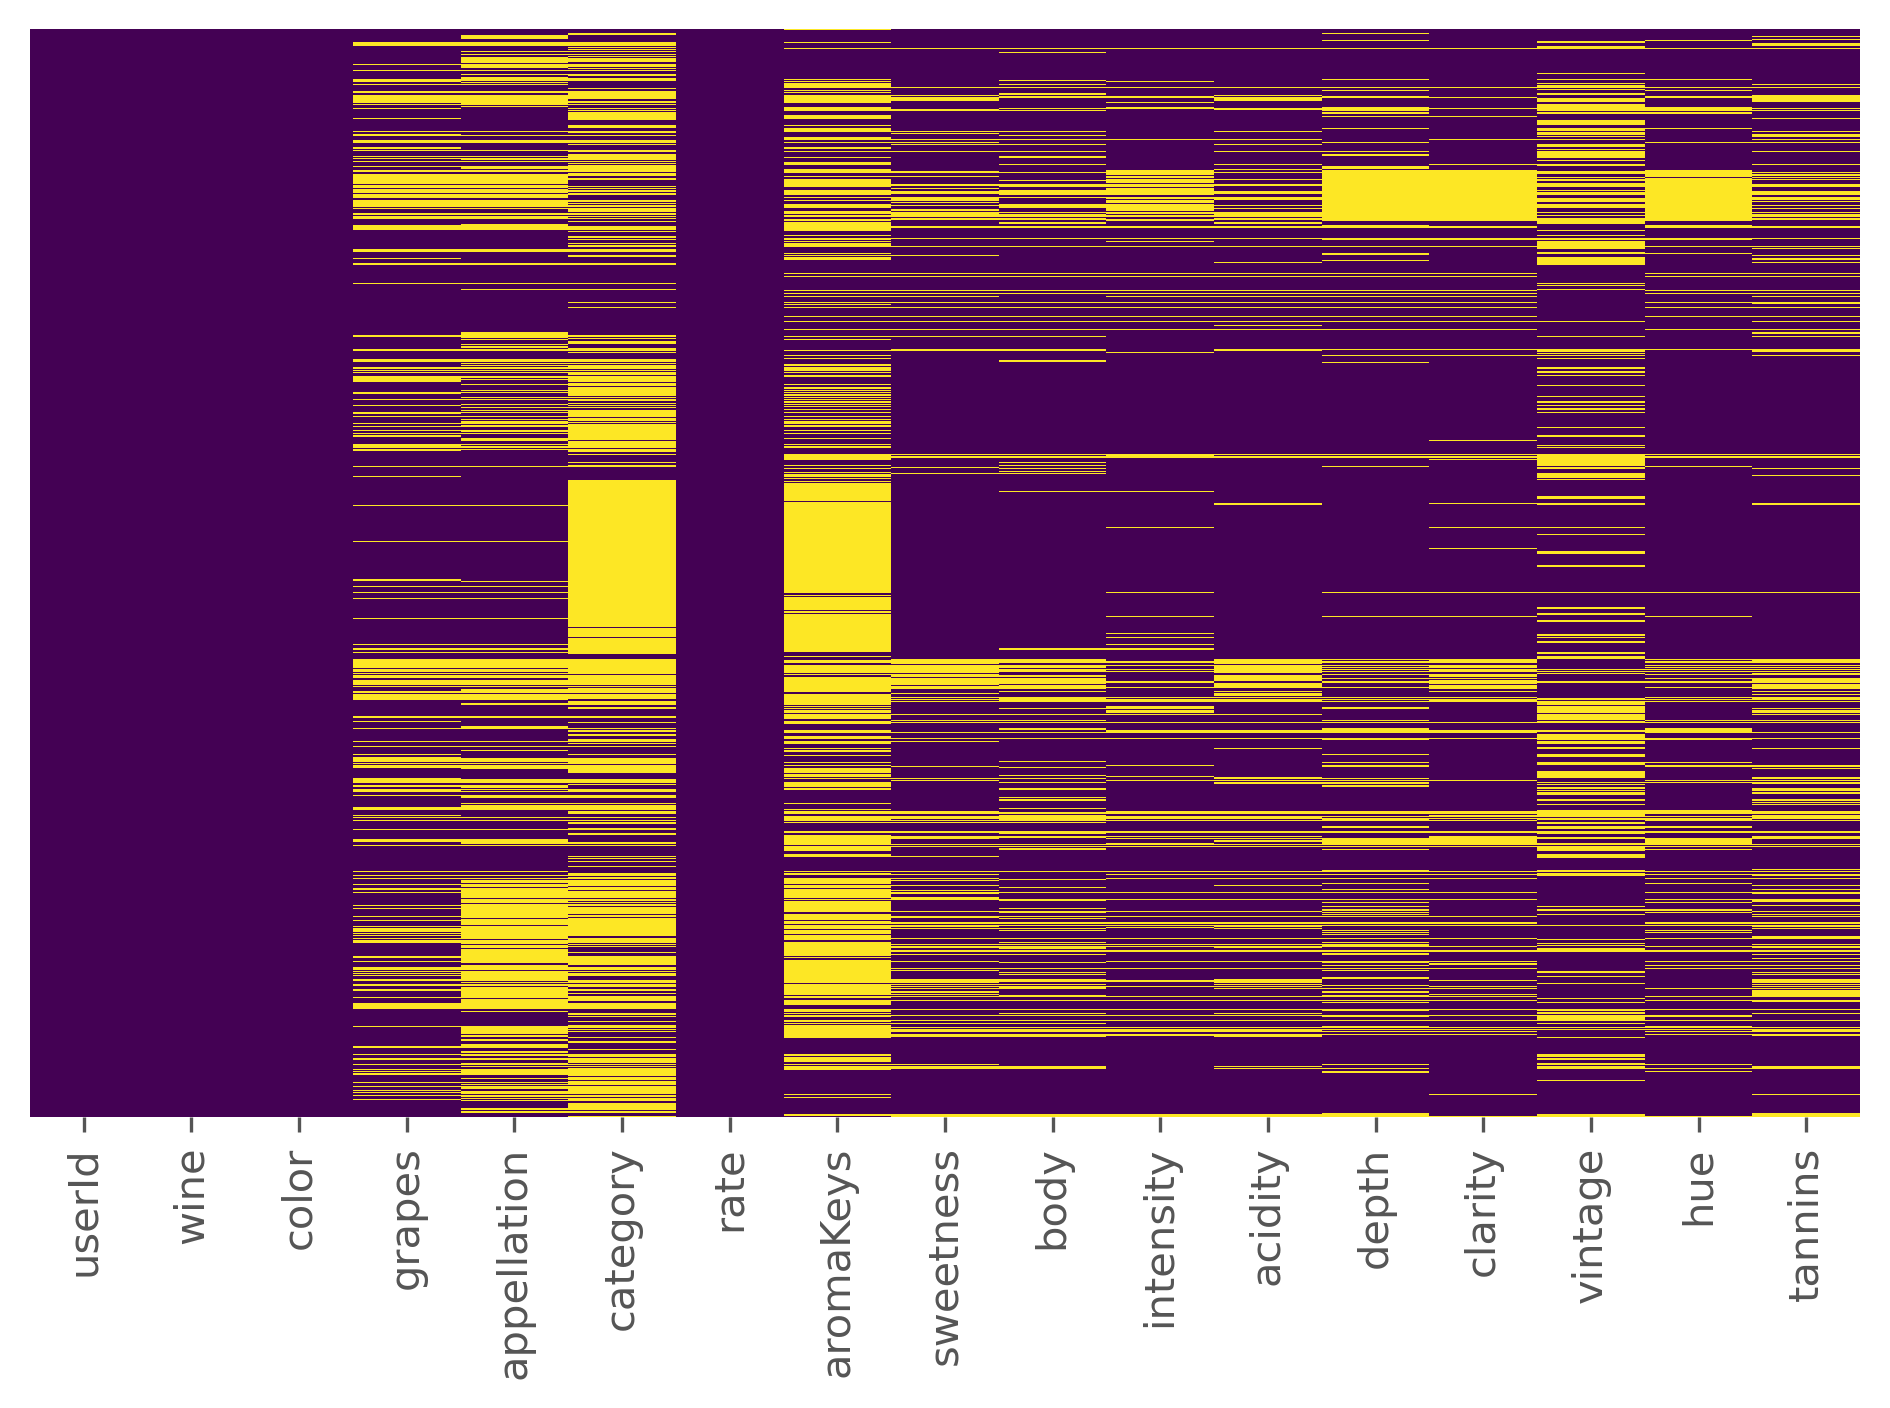 userId
wine
color
grapes
appellation
category
rate
aromaKeys
sweetness
body
intensity
acidity
depth
clarity
vintage
hue
tannins